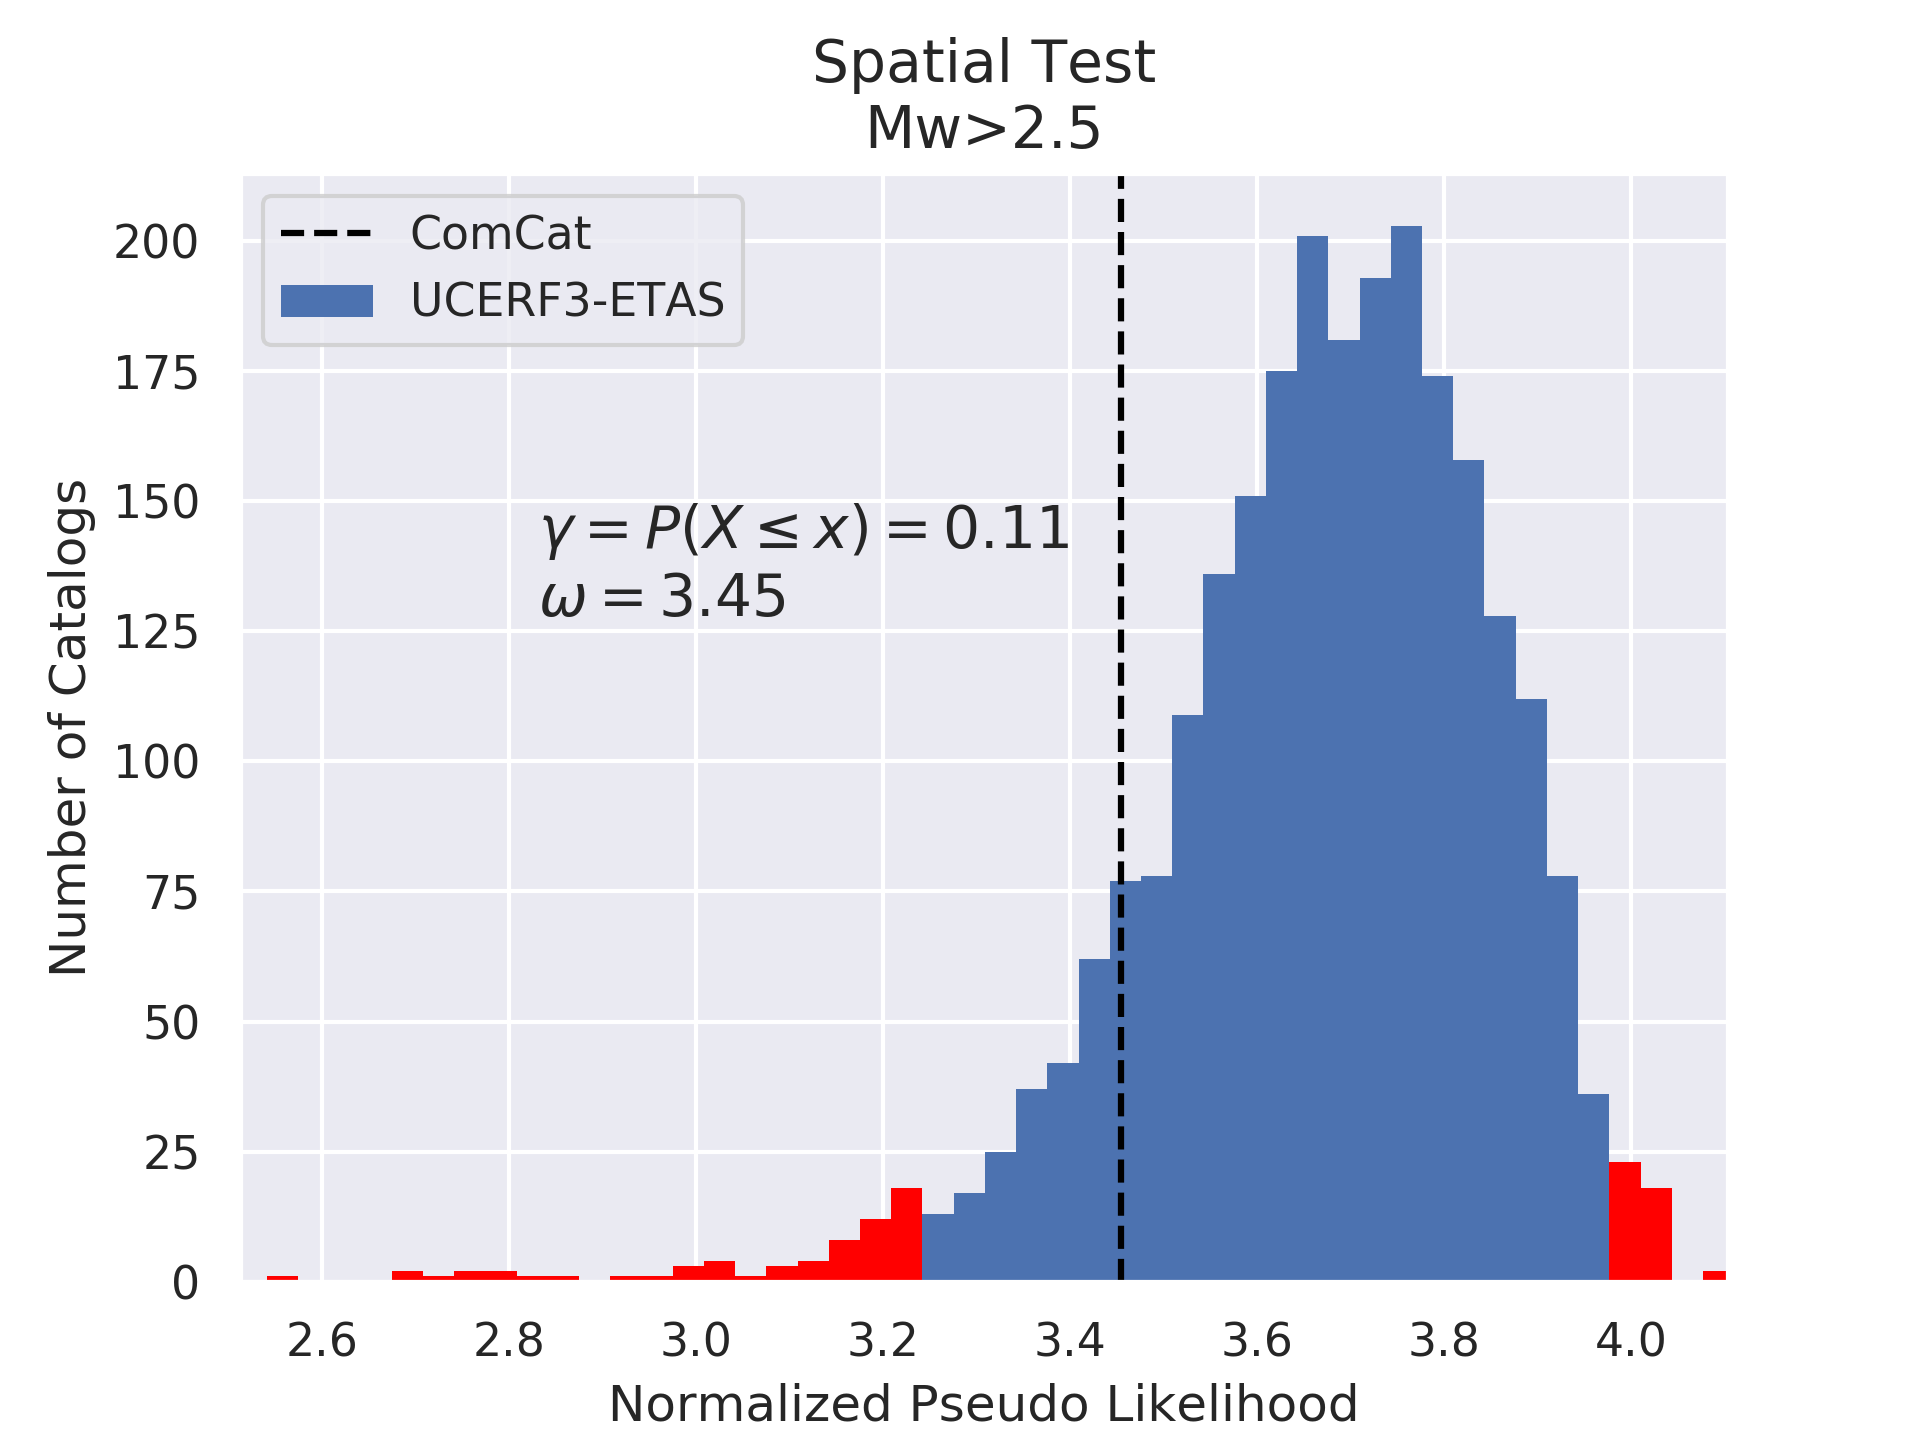 Spatial Test
Mw>2.5
ComCat
UCERF3-ETAS
γ = P(X ≤ x) = 0.11
ω = 3.45
Number of Catalogs
200
175
150
125
100
75
50
25
0
2.6 2.8 3.0 3.2 3.4 3.6 3.8 4.0
Normalized Pseudo Likelihood